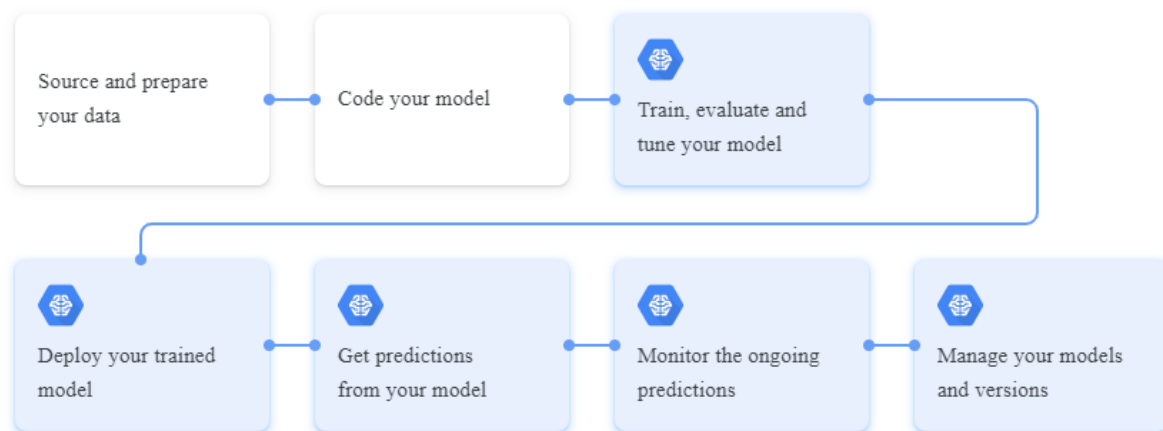 Source and prepare
your data
Code your model
Train, evaluate and
tune your model
Deploy your trained
model
Get predictions
from your model
Monitor the ongoing
predictions
Manage your models
and versions